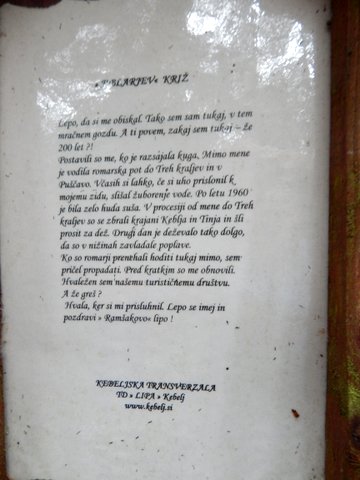 KRIŽ
Lepo, da si me obiskal. Tako sem sam tukaj, v tem
mračnem gozdu. A ti povem, zakaj sem tukaj – že
200 let ?!
Postavili so me, ko je razsajala kuga. Mimo mene
je vodila romarska pot do Treh kraljev in v
Puščavo. Včasih si lahko, če si uho prislonil k
mojemu zidu, slišal žuborenje vode. Po letu 1960
je bila zelo huda suša. V procesiji od mene do Treh
kraljev so se zbrali krajani Keblja in Tinja in šli
prosit za dež. Drugi dan je deževalo tako dolgo,
da so v nižinah zavladale poplave.
Ko so romarji prenehali hoditi tukaj mimo, sem
pričel propadati. Pred kratkim so me obnovili.
Hvaležen sem našemu turističnemu društvu.
A že greš ?
Hvala, ker si mi prisluhnil. Lepo se imej in
pozdravi » Ramšakovo« lipo !
KEBELJSKA TRANSVERZALA
TD » LIPA » Kebelj
www.kebelj.si